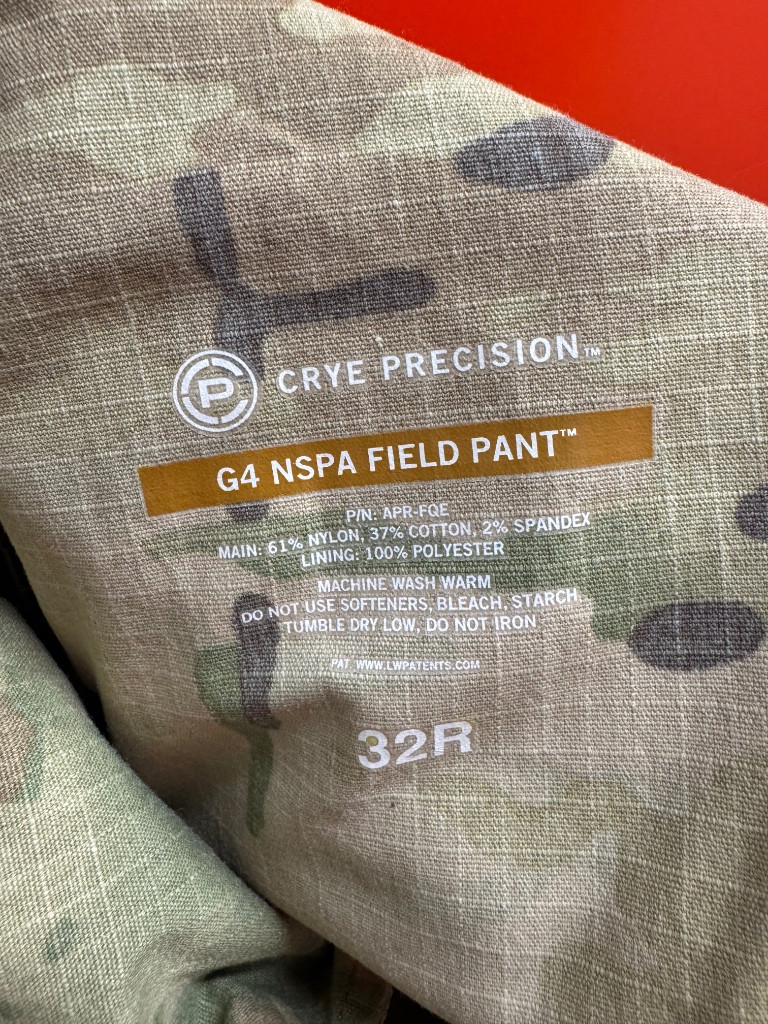 CP CRYE PRECISION™
G4 NSPA FIELD PANT™
P/N: APR-FQE
MAIN: 61% NYLON, 37% COTTON, 2% SPANDEX
LINING: 100% POLYESTER
MACHINE WASH WARM
DO NOT USE SOFTENERS, BLEACH, STARCH.
TUMBLE DRY LOW, DO NOT IRON
PAT. WWW.LWPATENTS.COM
32R